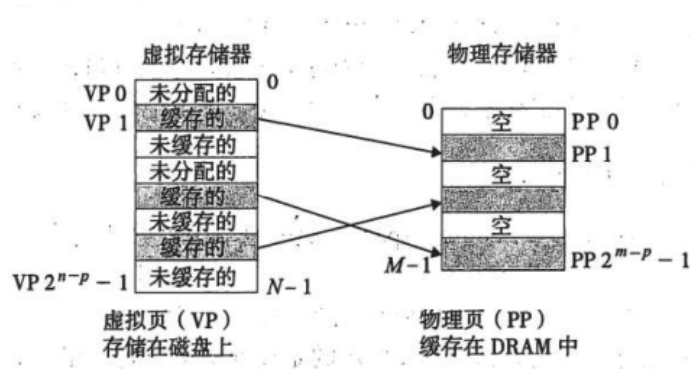 虚拟存储器
物理存储器
VP 0
未分配的
0
VP 1
缓存的
未缓存的
未分配的
缓存的
未缓存的
缓存的
VP 2^{n-p} - 1
未缓存的
N-1
0
空
PP 0
PP 1
空
空
M-1
PP 2^{m-p} - 1
虚拟页（VP）
存储在磁盘上
物理页（PP）
缓存在 DRAM 中